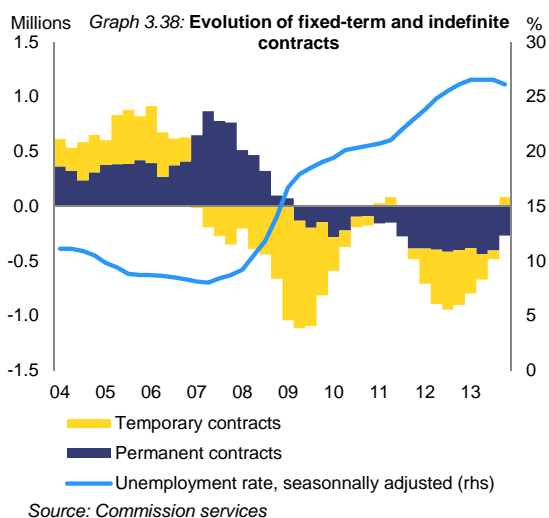 Millions
Graph 3.38: Evolution of fixed-term and indefinite
contracts
%
1.5
1.0
0.5
0.0
-0.5
-1.0
-1.5
30
25
20
15
10
5
0
04 05 06 07 08 09 10 11 12 13
Temporary contracts
Permanent contracts
Unemployment rate, seasonnally adjusted (rhs)
Source: Commission services